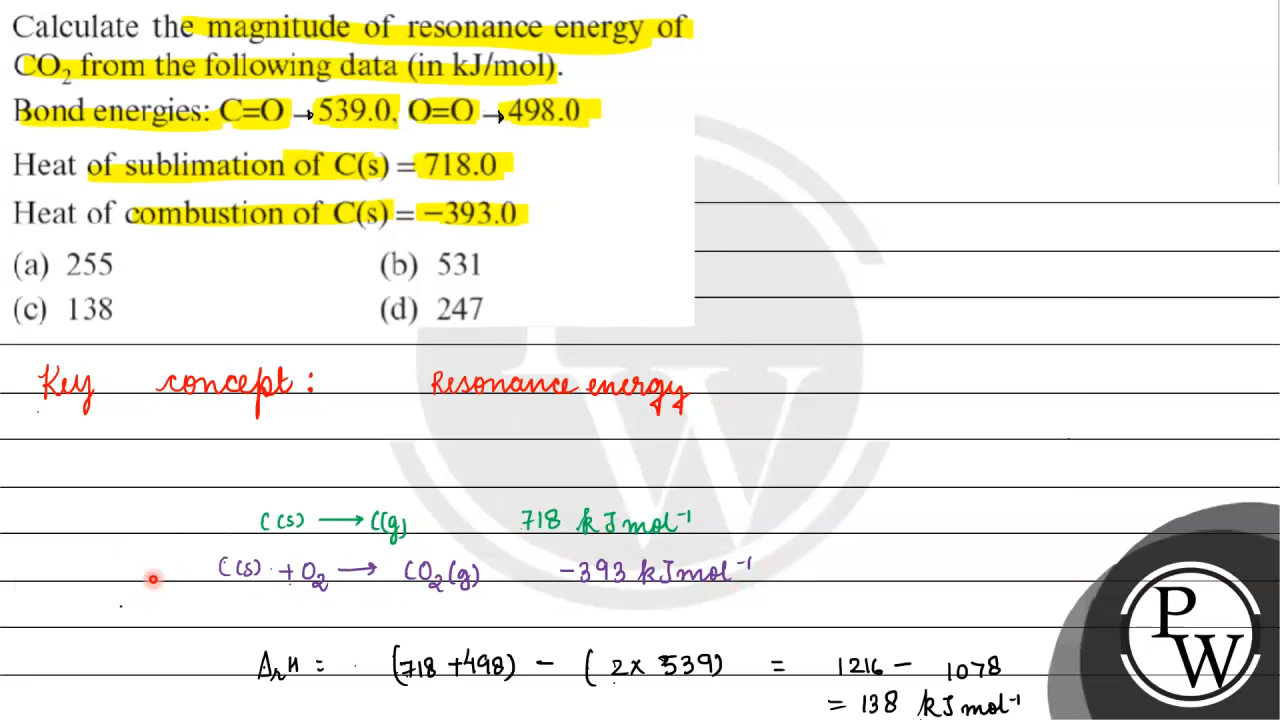 Calculate the magnitude of resonance energy of
CO₂ from the following data (in kJ/mol).
Bond energies: C=O → 539.0, O=O → 498.0
Heat of sublimation of C(s) = 718.0
Heat of combustion of C(s) = −393.0
(a) 255 (b) 531
(c) 138 (d) 247
Key concept: Resonance energy
C(s) → C(g) 718 kJ mol⁻¹
C(s) + O₂ → CO₂(g) −393 kJ mol⁻¹
ΔrH = (718 + 498) − (2 × 539) = 1216 − 1078
= 138 kJ mol⁻¹
PW